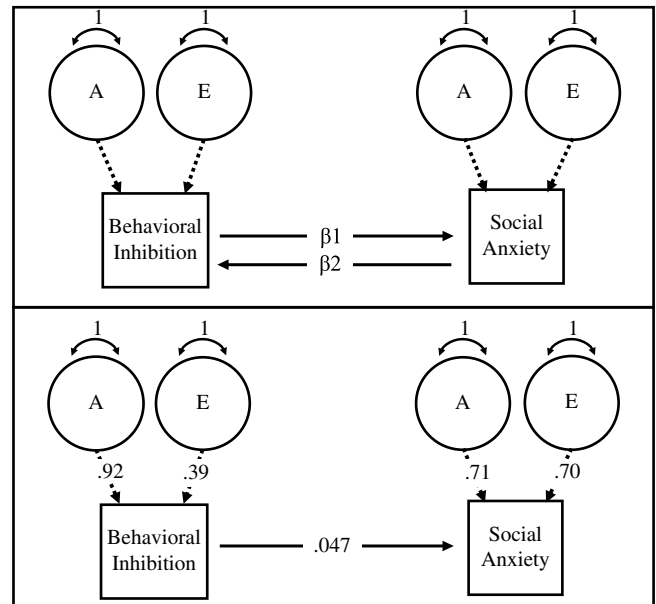 1 1 1 1
A E A E
Behavioral
Inhibition
β1
β2
Social
Anxiety
1 1 1 1
A E A E
.92 .39 .71 .70
Behavioral
Inhibition
.047
Social
Anxiety